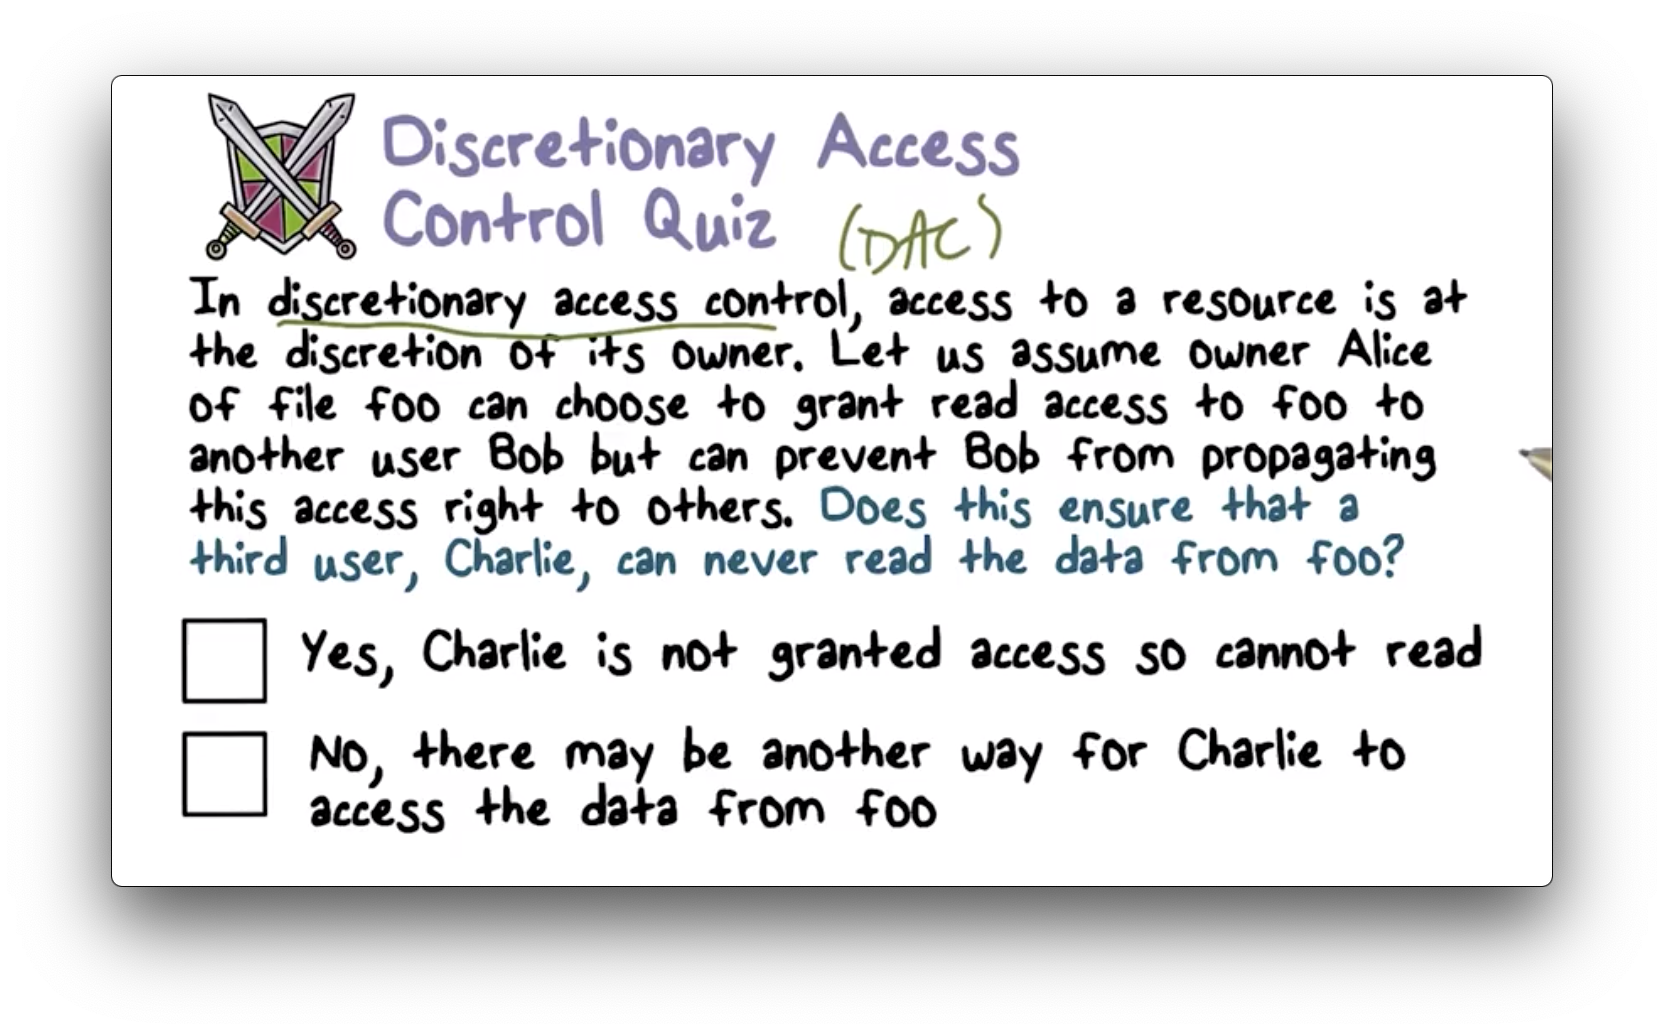 Discretionary Access
Control Quiz (DAC)
In discretionary access control, access to a resource is at
the discretion of its owner. Let us assume owner Alice
of file foo can choose to grant read access to foo to
another user Bob but can prevent Bob from propagating
this access right to others. Does this ensure that a
third user, Charlie, can never read the data from foo?
Yes, Charlie is not granted access so cannot read
No, there may be another way for Charlie to
access the data from foo